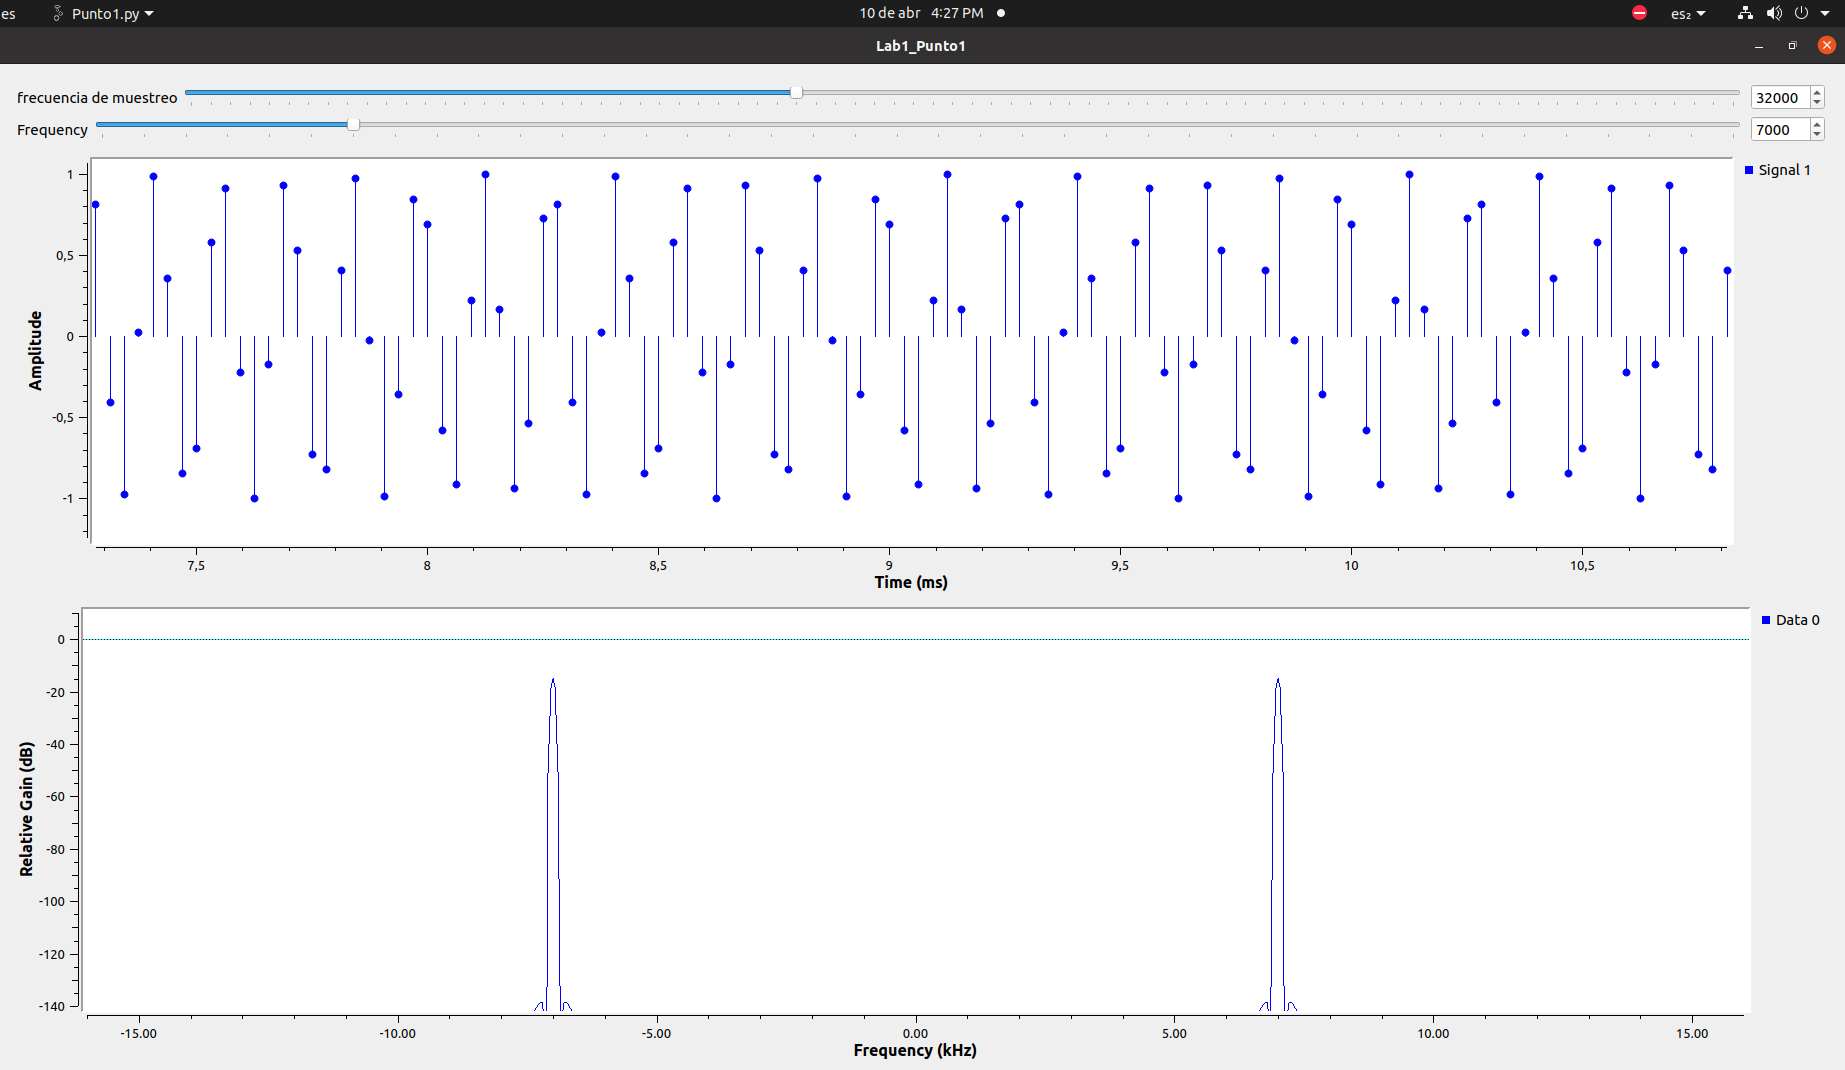 es Punto1.py 10 de abr 4:27 PM es₂
Lab1_Punto1
frecuencia de muestreo 32000
Frequency 7000
Signal 1
1
0,5
0
-0,5
-1
Amplitude
7,5 8 8,5 9 9,5 10 10,5
Time (ms)
Data 0
0
-20
-40
-60
-80
-100
-120
-140
Relative Gain (dB)
-15.00 -10.00 -5.00 0.00 5.00 10.00 15.00
Frequency (kHz)